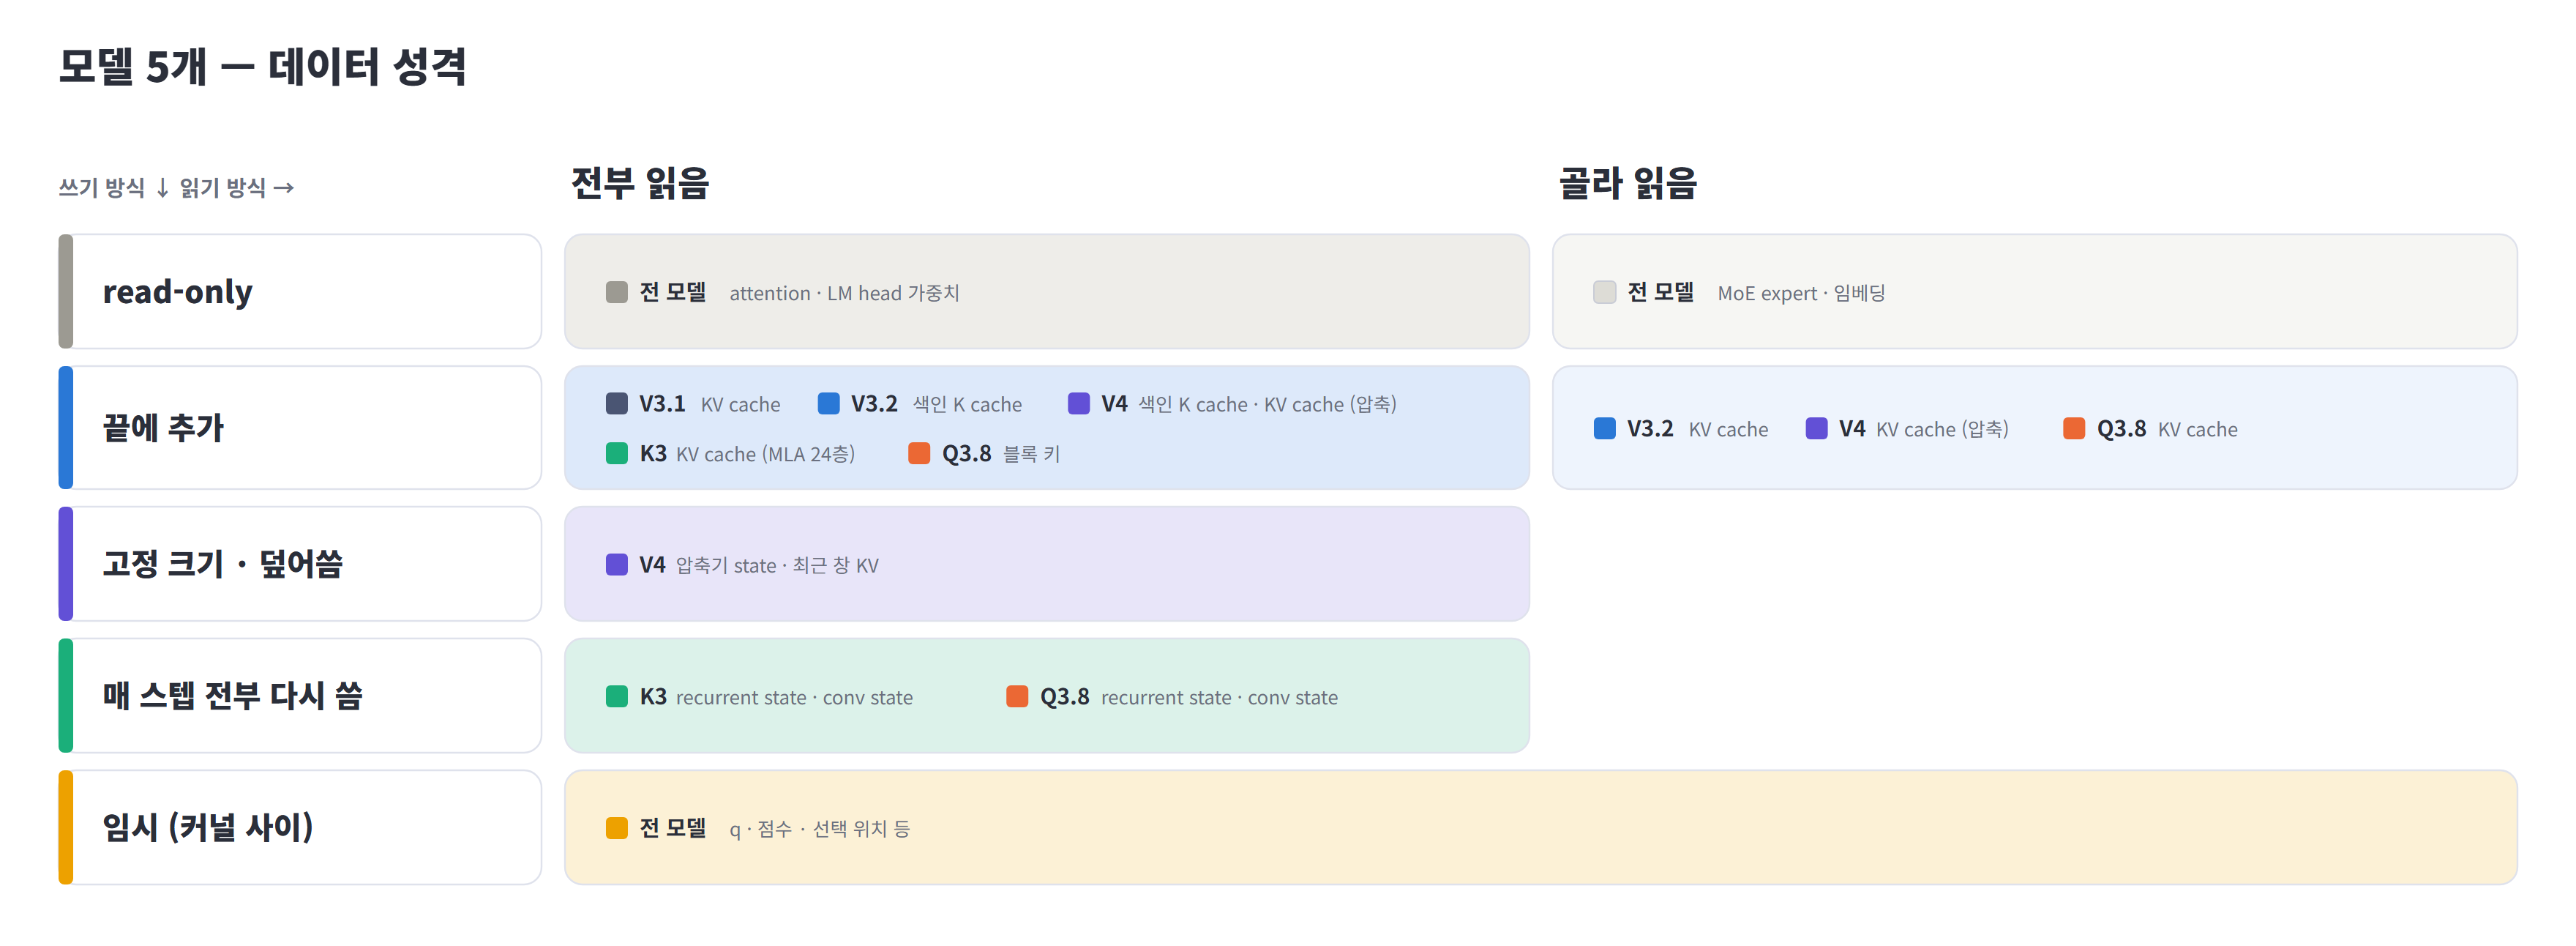 모델 5개 — 데이터 성격
쓰기 방식 ↓ 읽기 방식 →
전부 읽음
골라 읽음
read-only
전 모델 attention · LM head 가중치
전 모델 MoE expert · 임베딩
끝에 추가
V3.1 KV cache V3.2 색인 K cache V4 색인 K cache · KV cache (압축)
K3 KV cache (MLA 24층) Q3.8 블록 키
V3.2 KV cache V4 KV cache (압축) Q3.8 KV cache
고정 크기 · 덮어씀
V4 압축기 state · 최근 창 KV
매 스텝 전부 다시 씀
K3 recurrent state · conv state Q3.8 recurrent state · conv state
임시 (커널 사이)
전 모델 q · 점수 · 선택 위치 등